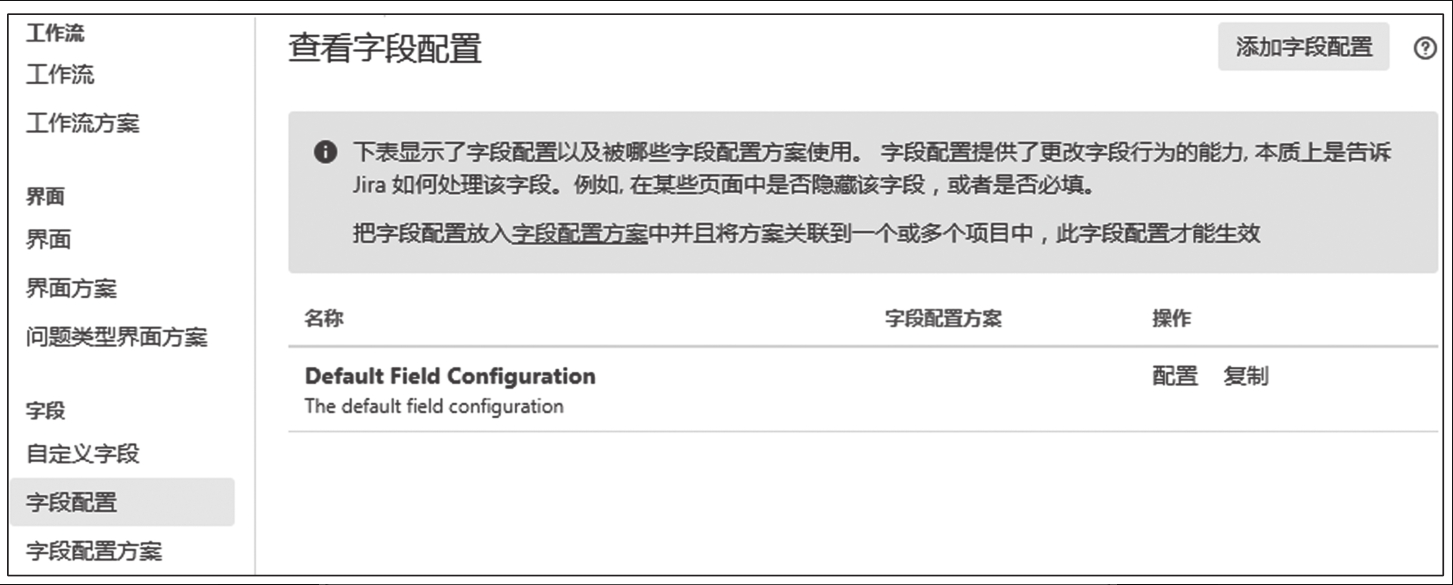 工作流
工作流
工作流方案
界面
界面
界面方案
问题类型界面方案
字段
自定义字段
字段配置
字段配置方案
查看字段配置
添加字段配置
下表显示了字段配置以及被哪些字段配置方案使用。 字段配置提供了更改字段行为的能力, 本质上是告诉
Jira 如何处理该字段。例如, 在某些页面中是否隐藏该字段，或者是否必填。
把字段配置放入字段配置方案中并且将方案关联到一个或多个项目中，此字段配置才能生效
名称 字段配置方案 操作
Default Field Configuration 配置 复制
The default field configuration